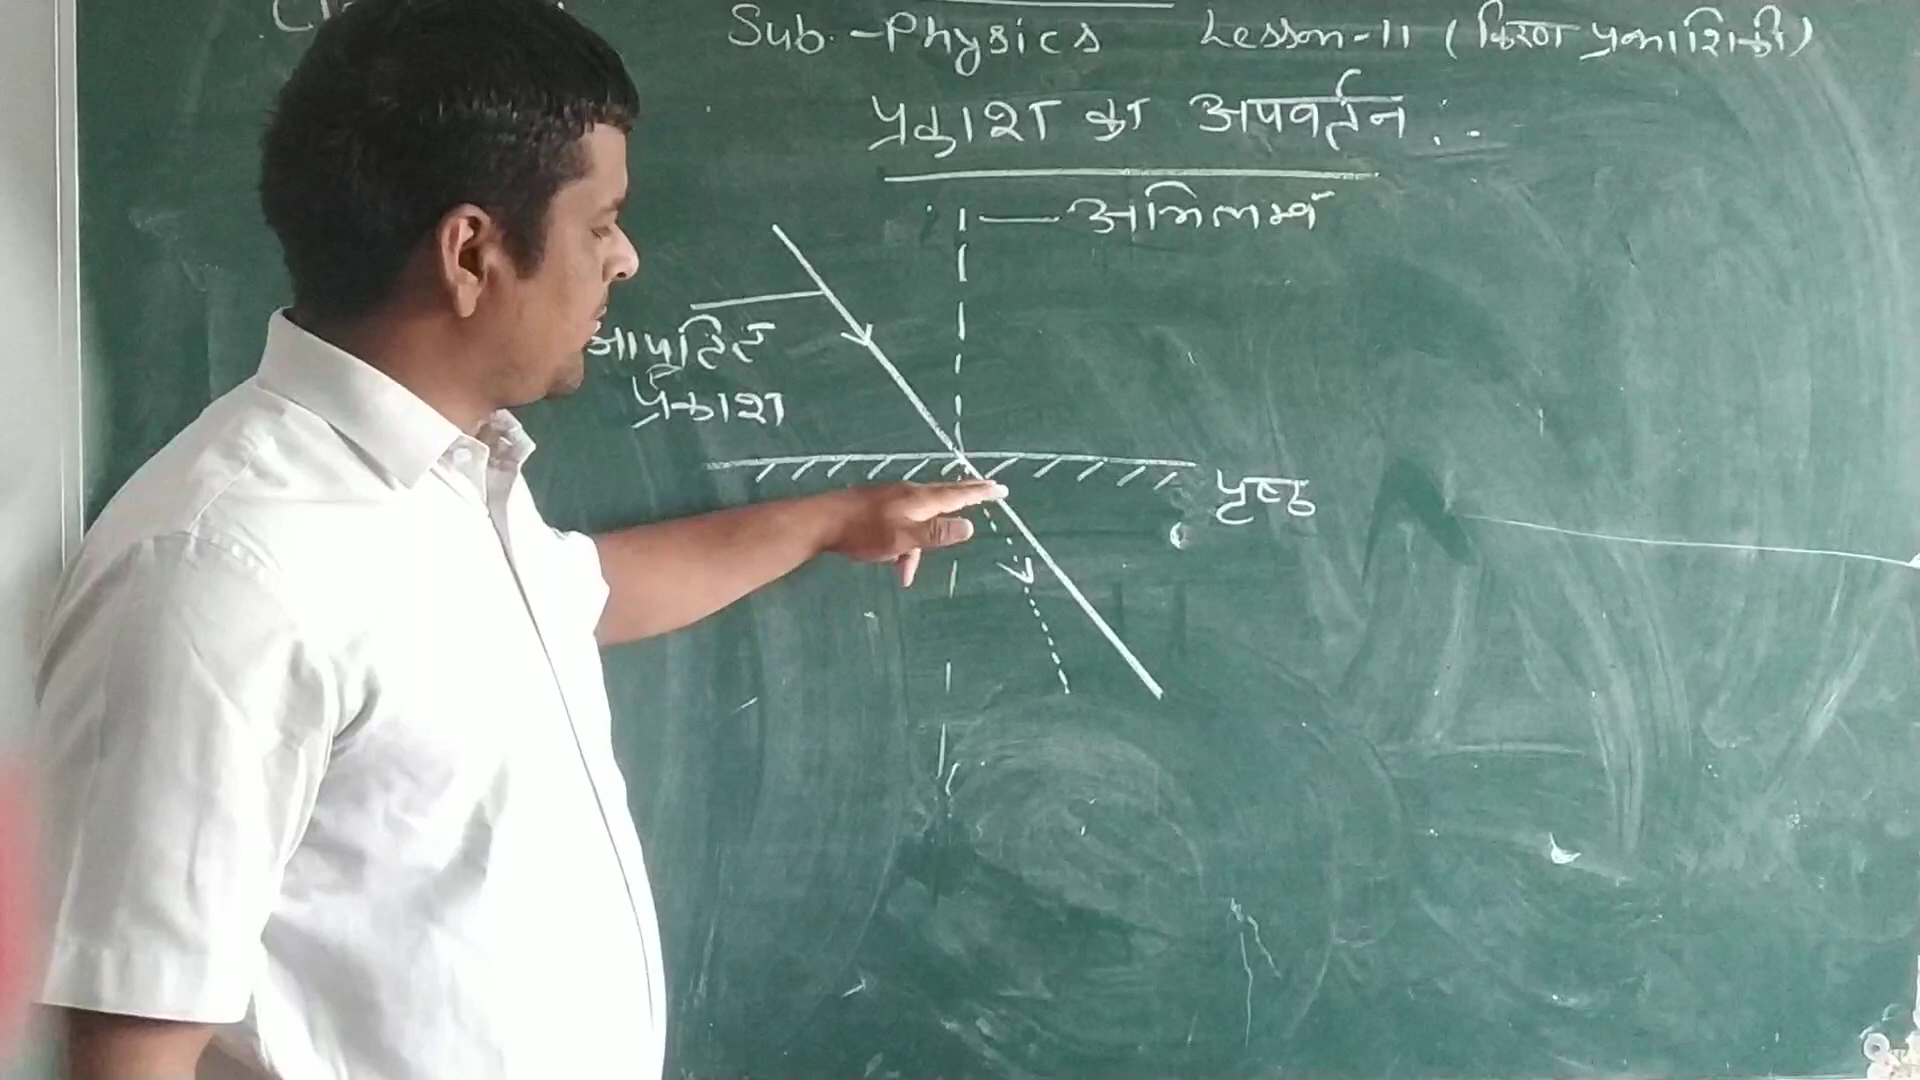 Sub.-Physics Lesson-11 (किरण प्रकाशिकी)
प्रकाश का अपवर्तन :-
अभिलम्ब
आपतित
प्रकाश
पृष्ठ